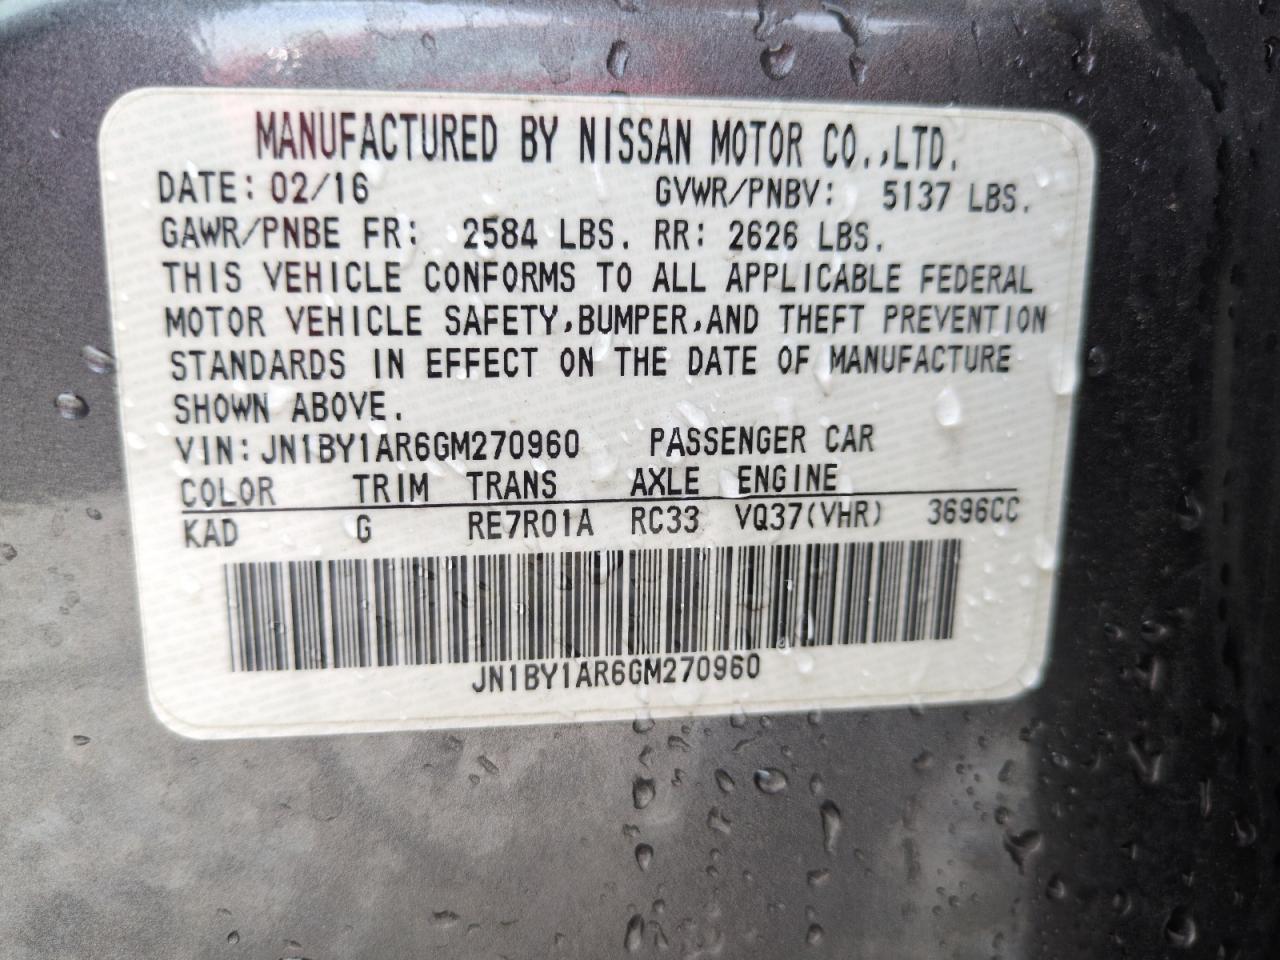 MANUFACTURED BY NISSAN MOTOR CO.,LTD.
DATE: 02/16 GVWR/PNBV: 5137 LBS.
GAWR/PNBE FR: 2584 LBS. RR: 2626 LBS.
THIS VEHICLE CONFORMS TO ALL APPLICABLE FEDERAL
MOTOR VEHICLE SAFETY,BUMPER,AND THEFT PREVENTION
STANDARDS IN EFFECT ON THE DATE OF MANUFACTURE
SHOWN ABOVE.
VIN:JN1BY1AR6GM270960 PASSENGER CAR
COLOR TRIM TRANS AXLE ENGINE
KAD G RE7R01A RC33 VQ37(VHR) 3696CC
JN1BY1AR6GM270960